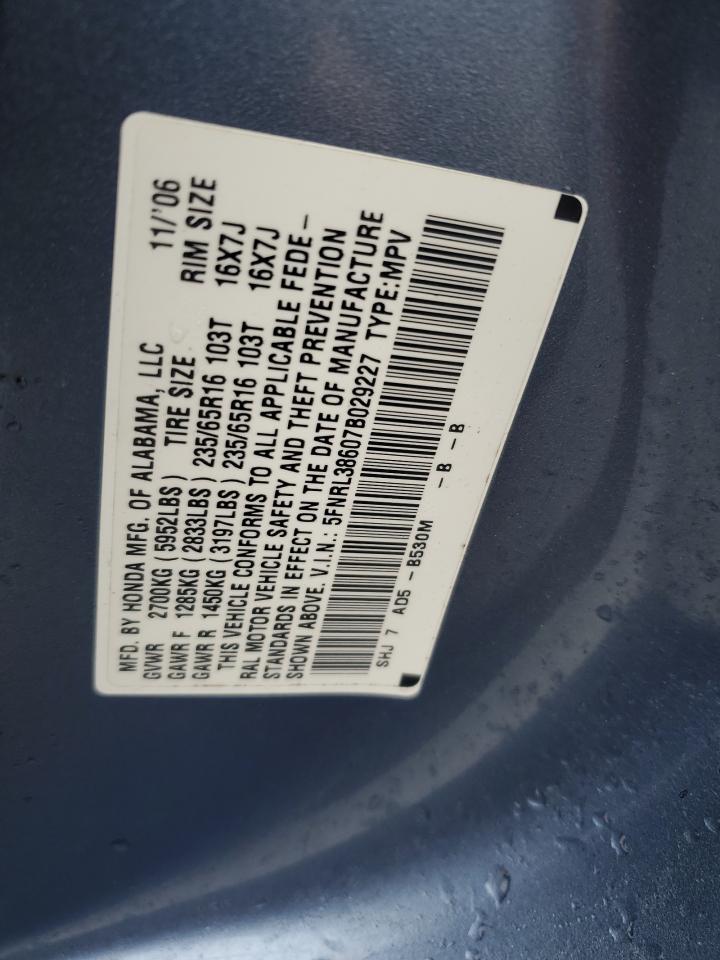 MFD. BY HONDA MFG. OF ALABAMA, LLC 11/'06
GVWR 2700KG (5952LBS) TIRE SIZE RIM SIZE
GAWR F 1285KG (2833LBS) 235/65R16 103T 16X7J
GAWR R 1450KG (3197LBS) 235/65R16 103T 16X7J
THIS VEHICLE CONFORMS TO ALL APPLICABLE FEDE-
RAL MOTOR VEHICLE SAFETY AND THEFT PREVENTION
STANDARDS IN EFFECT ON THE DATE OF MANUFACTURE
SHOWN ABOVE. V.I.N.: 5FNRL38607B029227 TYPE:MPV
SHJ 7 AD5 -B530M -B -B